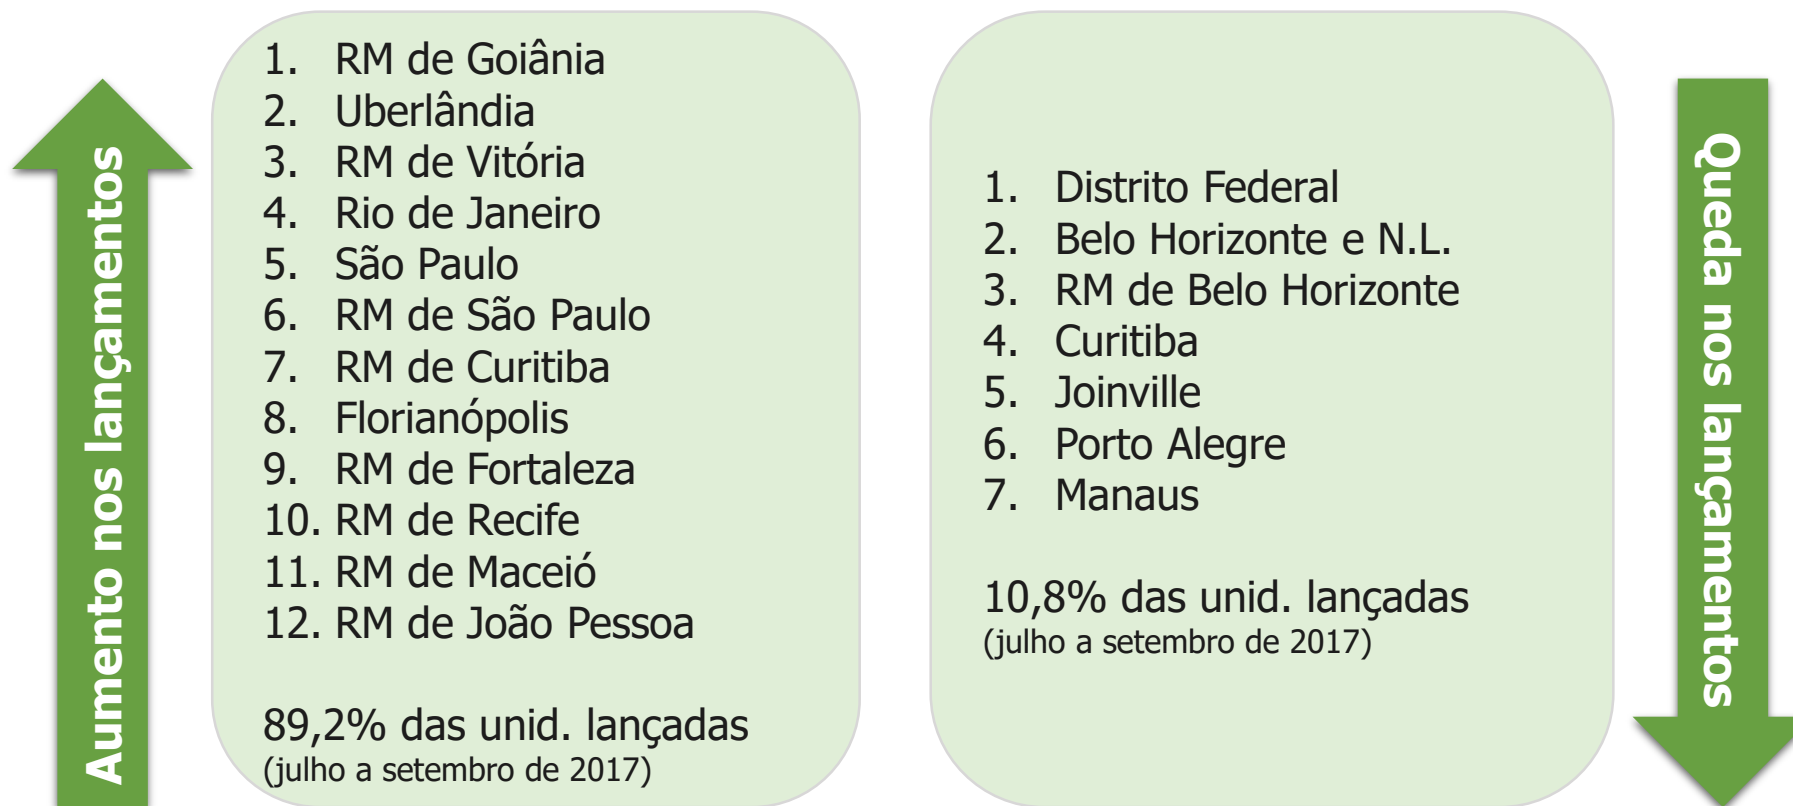 Aumento nos lançamentos
1. RM de Goiânia
2. Uberlândia
3. RM de Vitória
4. Rio de Janeiro
5. São Paulo
6. RM de São Paulo
7. RM de Curitiba
8. Florianópolis
9. RM de Fortaleza
10. RM de Recife
11. RM de Maceió
12. RM de João Pessoa
89,2% das unid. lançadas
(julho a setembro de 2017)
1. Distrito Federal
2. Belo Horizonte e N.L.
3. RM de Belo Horizonte
4. Curitiba
5. Joinville
6. Porto Alegre
7. Manaus
10,8% das unid. lançadas
(julho a setembro de 2017)
Queda nos lançamentos